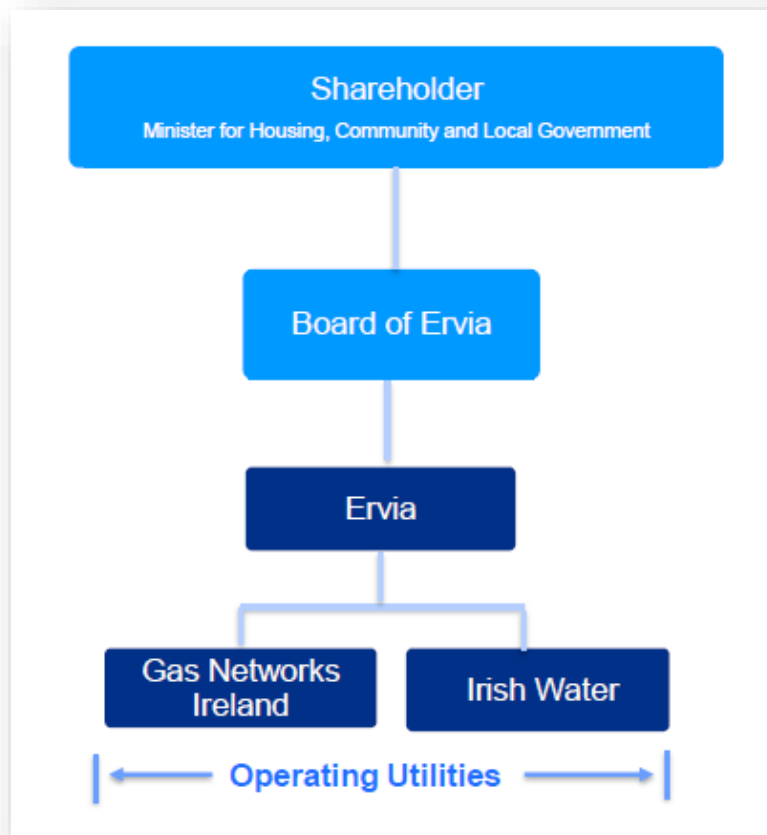 Shareholder
Minister for Housing, Community and Local Government
Board of Ervia
Ervia
Gas Networks
Ireland
Irish Water
Operating Utilities